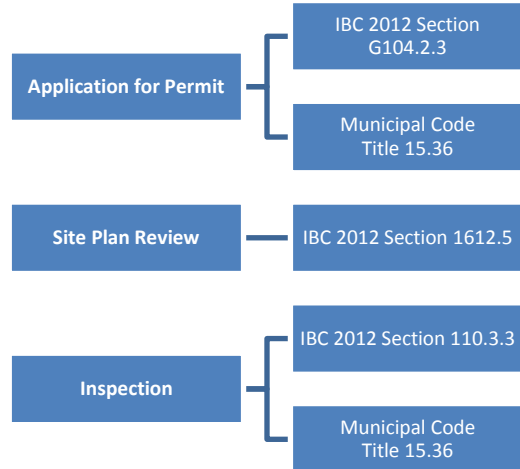 Application for Permit
IBC 2012 Section
G104.2.3
Municipal Code
Title 15.36
Site Plan Review
IBC 2012 Section 1612.5
Inspection
IBC 2012 Section 110.3.3
Municipal Code
Title 15.36